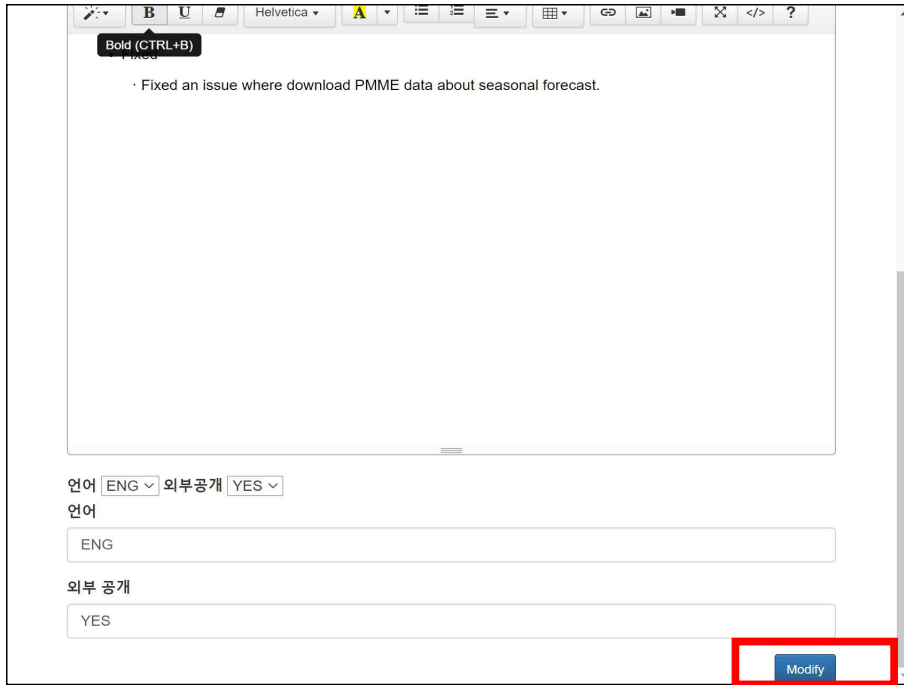 B U Helvetica A </> ?
Bold (CTRL+B)
Fixed
· Fixed an issue where download PMME data about seasonal forecast.
언어 ENG 외부공개 YES
언어
ENG
외부 공개
YES
Modify